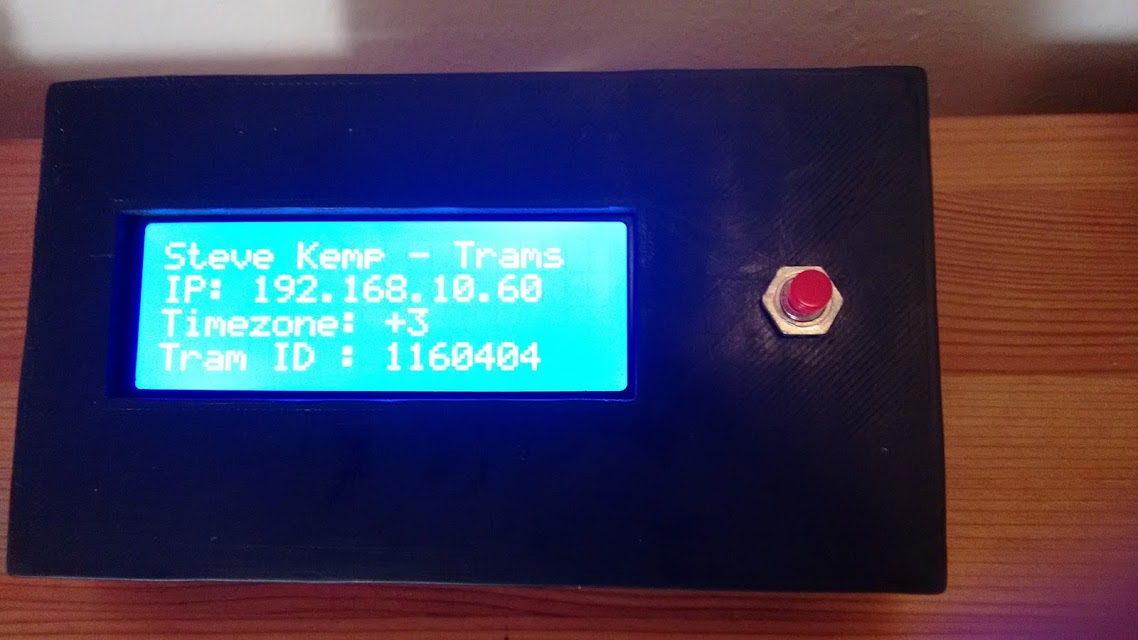 Steve Kemp - Trams
IP: 192.168.10.60
Timezone: +3
Tram ID : 1160404